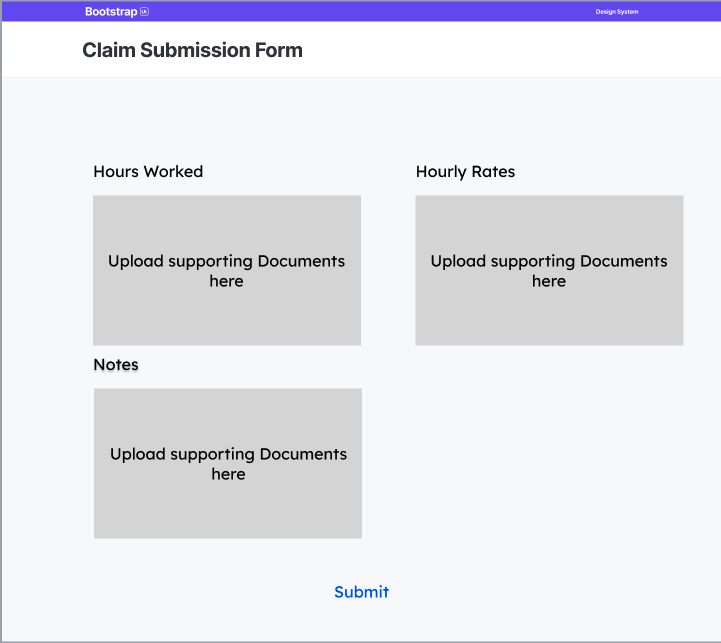 Bootstrap UI
Design System
Claim Submission Form
Hours Worked
Hourly Rates
Upload supporting Documents
here
Upload supporting Documents
here
Notes
Upload supporting Documents
here
Submit